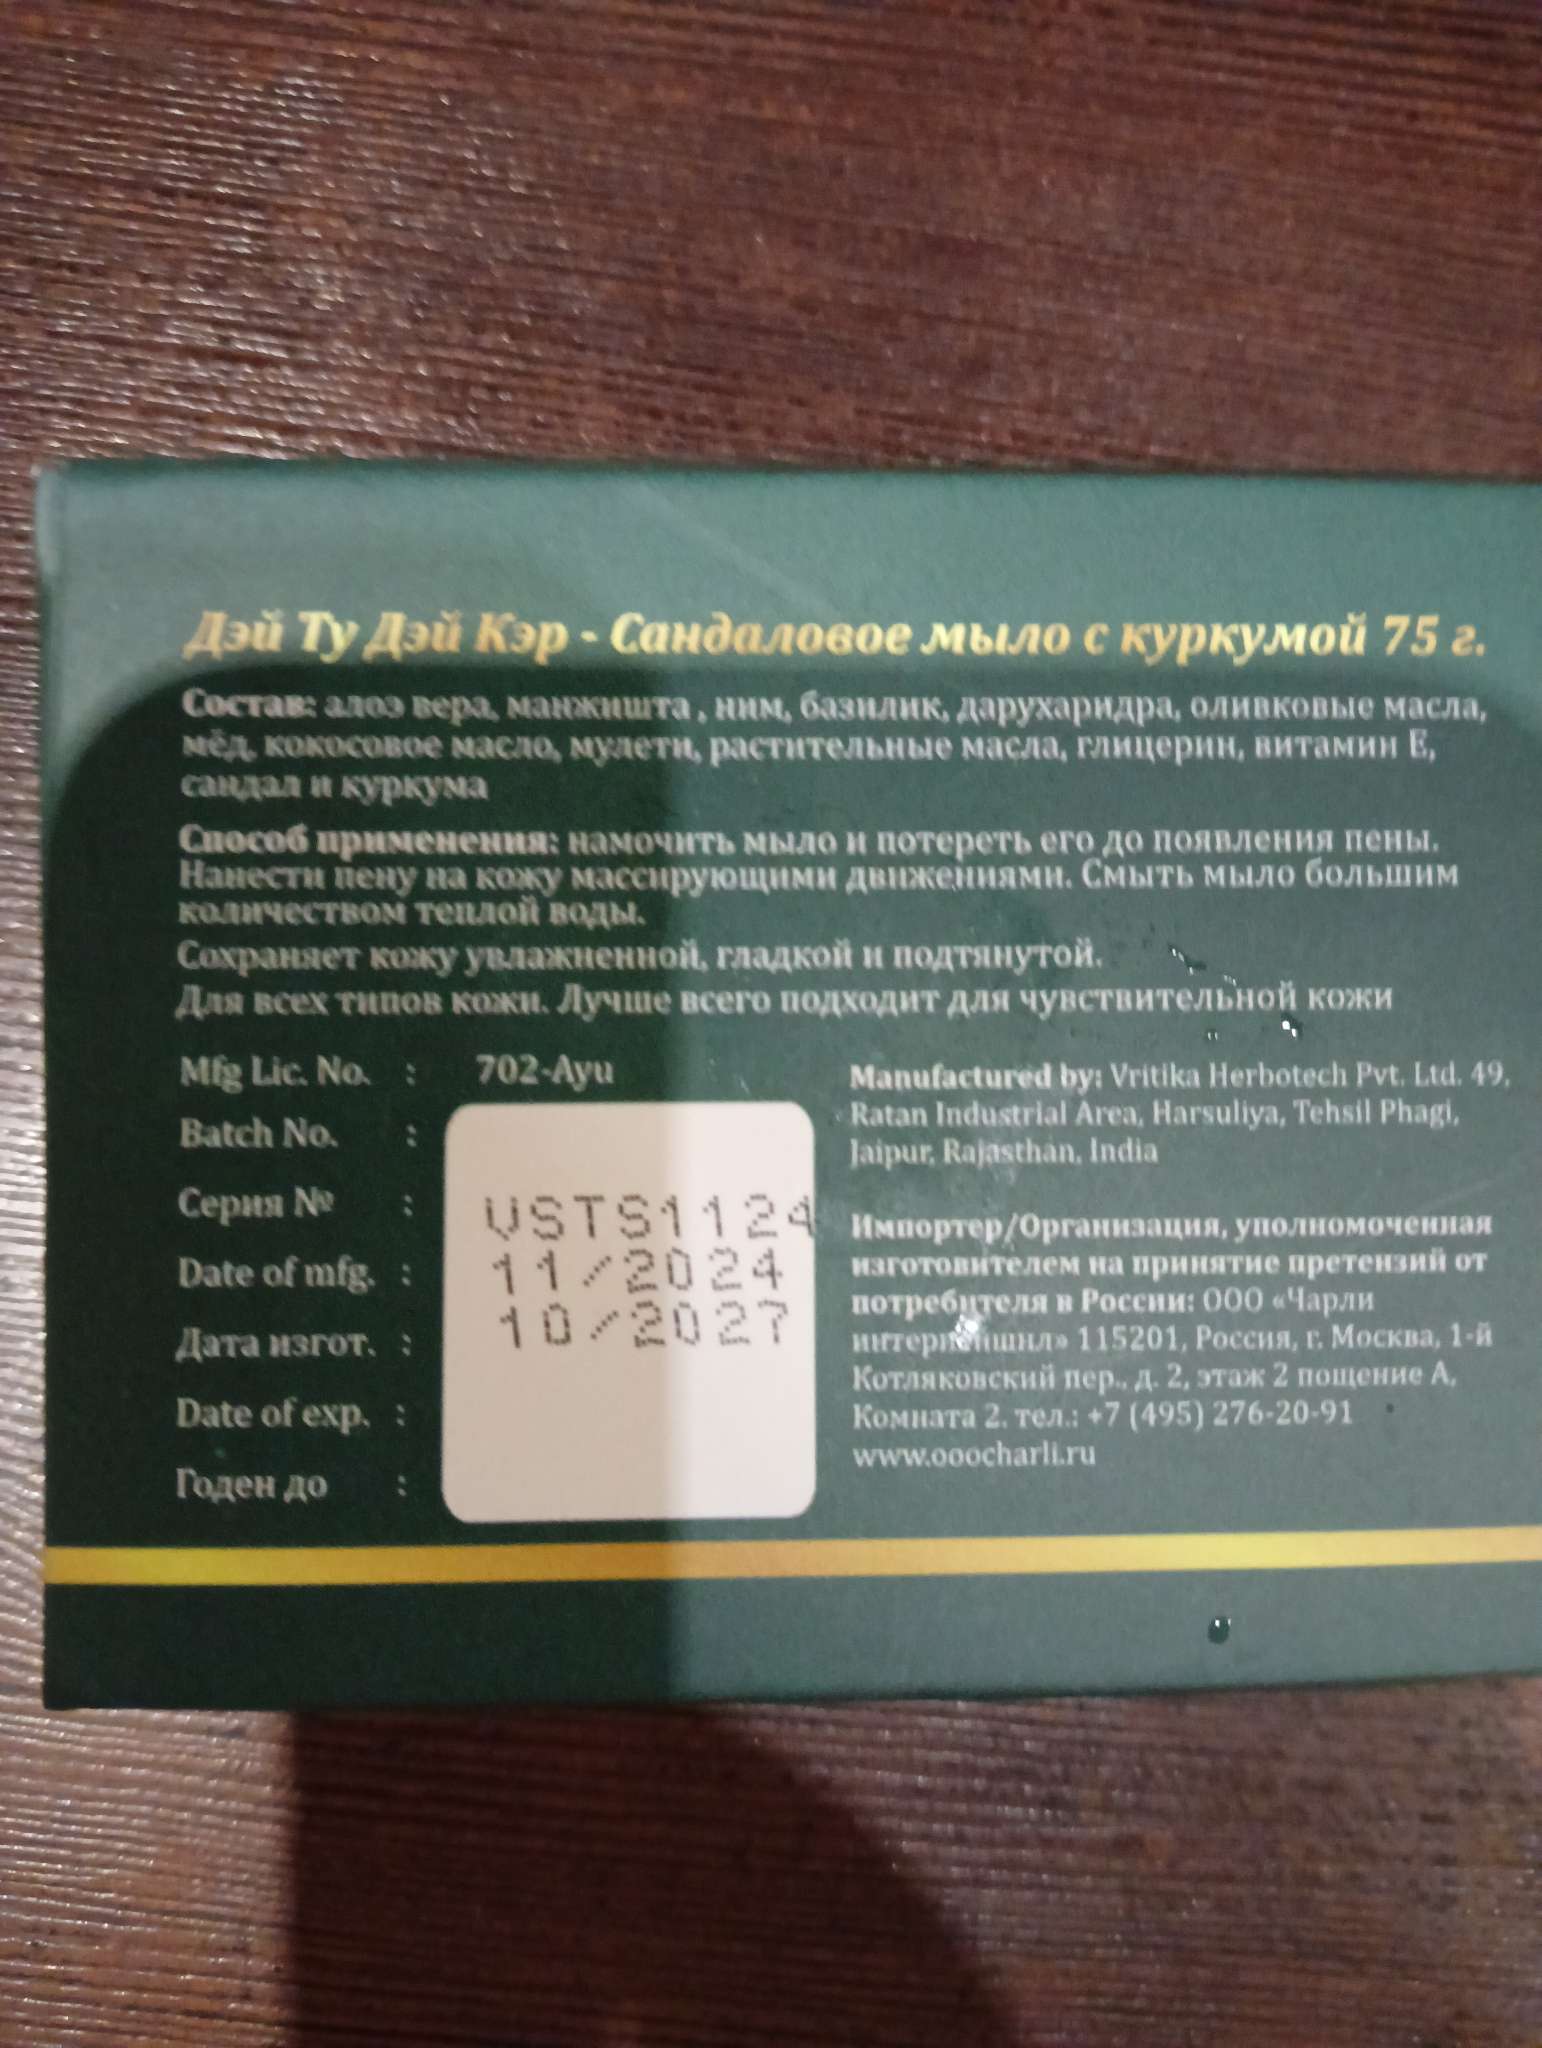 Дэй Ту Дэй Кэр - Сандаловое мыло с куркумой 75 г.
Состав: алоэ вера, манжишта , ним, базилик, дарухаридра, оливковые масла,
мёд, кокосовое масло, мулети, растительные масла, глицерин, витамин Е,
сандал и куркума
Способ применения: намочить мыло и потереть его до появления пены.
Нанести пену на кожу массирующими движениями. Смыть мыло большим
количеством теплой воды.
Сохраняет кожу увлажненной, гладкой и подтянутой.
Для всех типов кожи. Лучше всего подходит для чувствительной кожи
Mfg Lic. No. : 702-Ayu
Batch No. :
Серия № : VSTS1124
Date of mfg. : 11/2024
Дата изгот. : 10/2027
Date of exp. :
Годен до :
Manufactured by: Vritika Herbotech Pvt. Ltd. 49,
Ratan Industrial Area, Harsuliya, Tehsil Phagi,
Jaipur, Rajasthan, India
Импортер/Организация, уполномоченная
изготовителем на принятие претензий от
потребителя в России: ООО «Чарли
интернейшнл» 115201, Россия, г. Москва, 1-й
Котляковский пер., д. 2, этаж 2 пощение А,
Комната 2. тел.: +7 (495) 276-20-91
www.ooocharli.ru